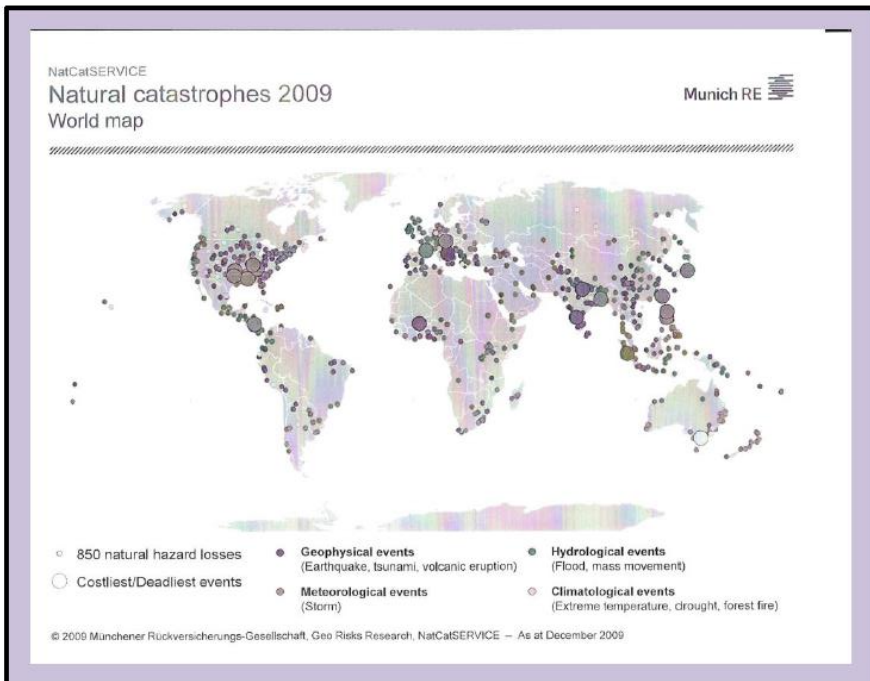 NatCatSERVICE
Natural catastrophes 2009
World map
Munich RE
850 natural hazard losses
Costliest/Deadliest events
Geophysical events
(Earthquake, tsunami, volcanic eruption)
Meteorological events
(Storm)
Hydrological events
(Flood, mass movement)
Climatological events
(Extreme temperature, drought, forest fire)
© 2009 Münchener Rückversicherungs-Gesellschaft, Geo Risks Research, NatCatSERVICE – As at December 2009